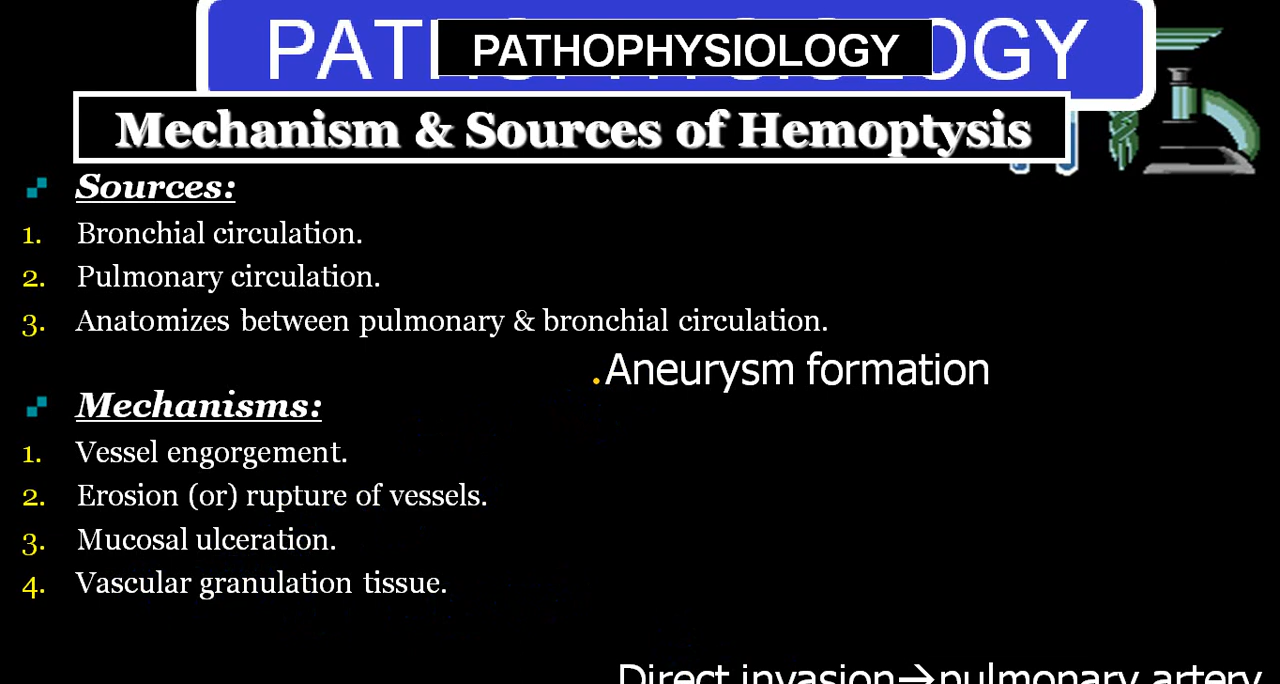 PATHOPHYSIOLOGY
Mechanism & Sources of Hemoptysis
Sources:
1. Bronchial circulation.
2. Pulmonary circulation.
3. Anatomizes between pulmonary & bronchial circulation.
.Aneurysm formation
Mechanisms:
1. Vessel engorgement.
2. Erosion (or) rupture of vessels.
3. Mucosal ulceration.
4. Vascular granulation tissue.
Direct invasion→pulmonary artery